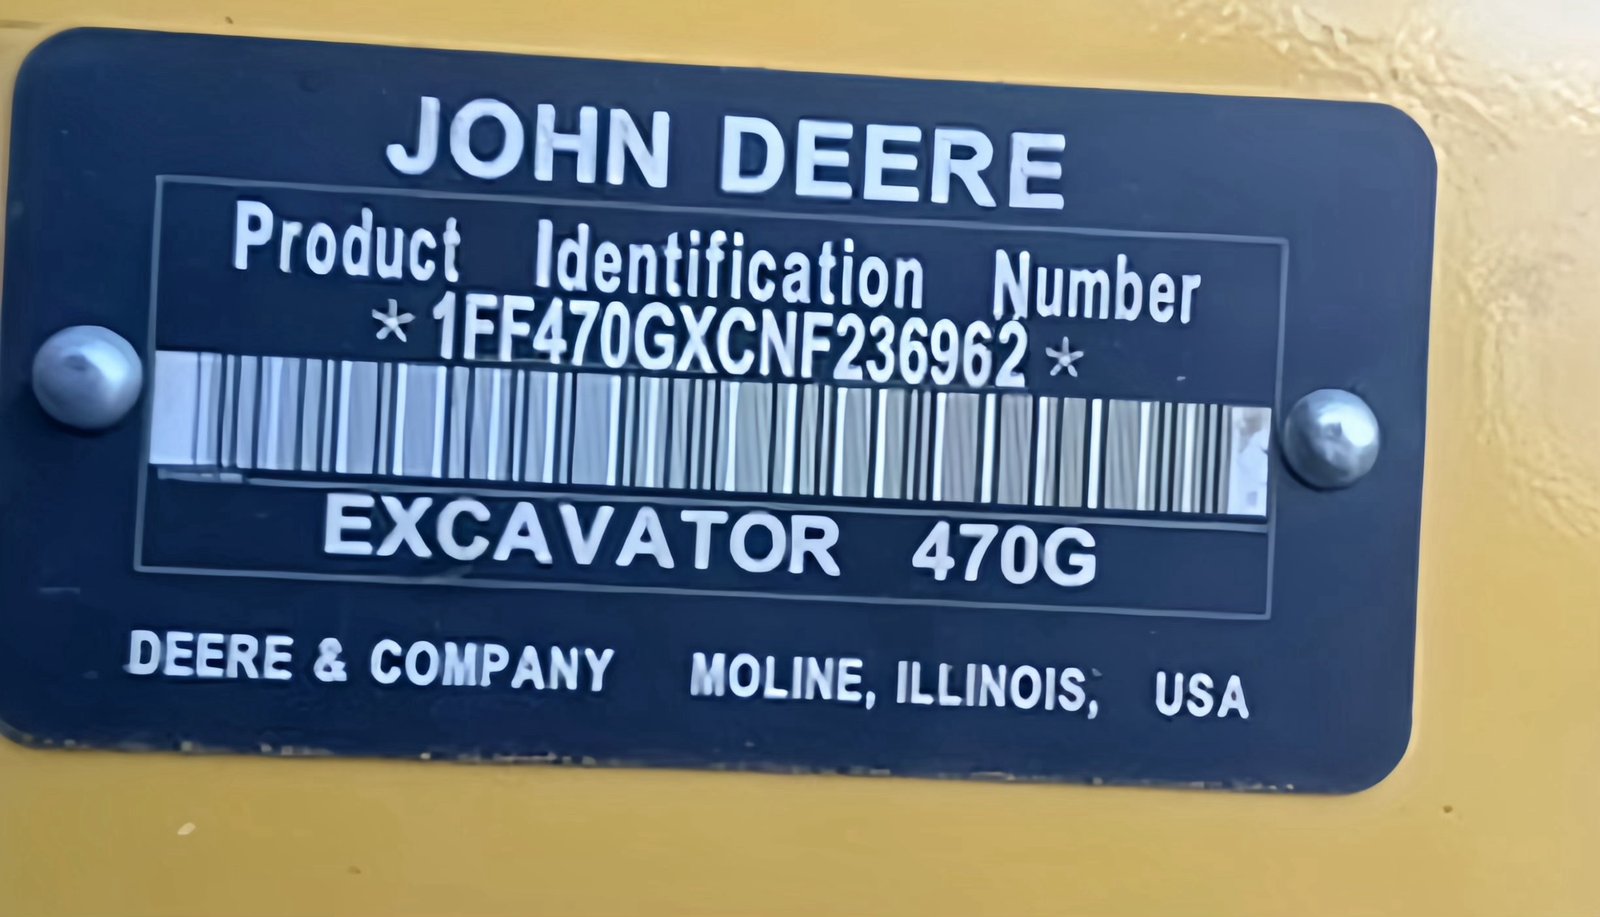 JOHN DEERE
Product Identification Number
*1FF470GXCNF236962*
EXCAVATOR 470G
DEERE & COMPANY MOLINE, ILLINOIS, USA